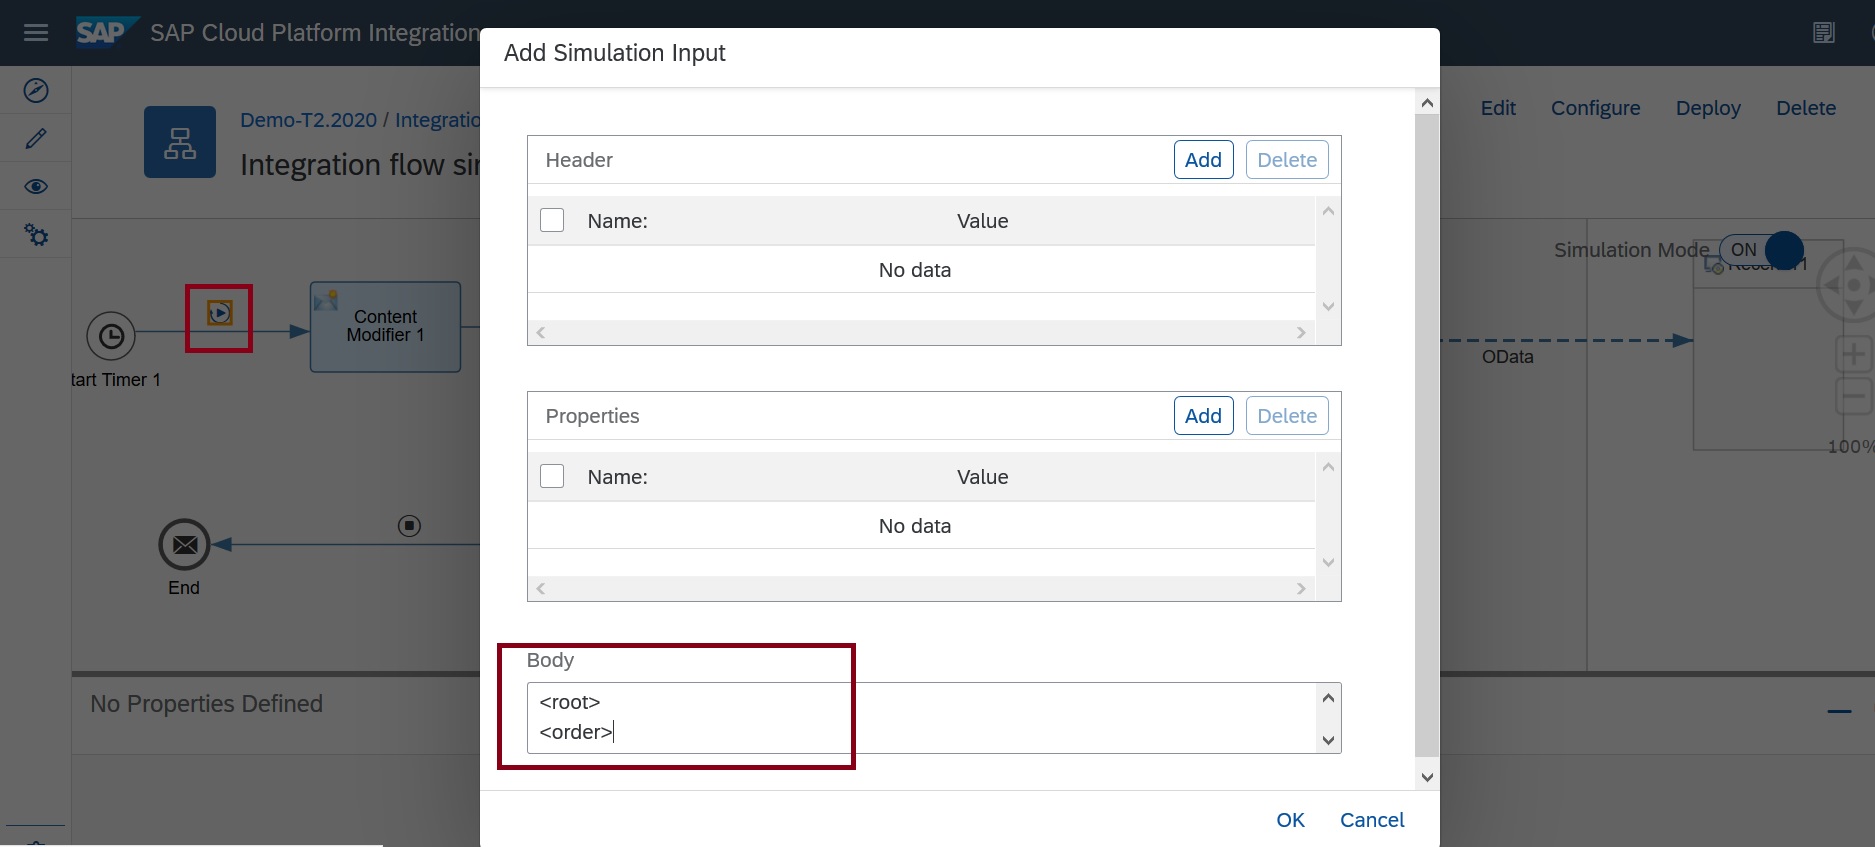 SAP SAP Cloud Platform Integration
Add Simulation Input
Demo-T2.2020 / Integratio
Edit Configure Deploy Delete
Integration flow si
Header Add Delete
Name: Value
No data
Simulation Mode ON
Content
Modifier 1
tart Timer 1
OData
Properties Add Delete
100%
Name: Value
No data
End
Body
<root>
<order>
No Properties Defined
OK Cancel